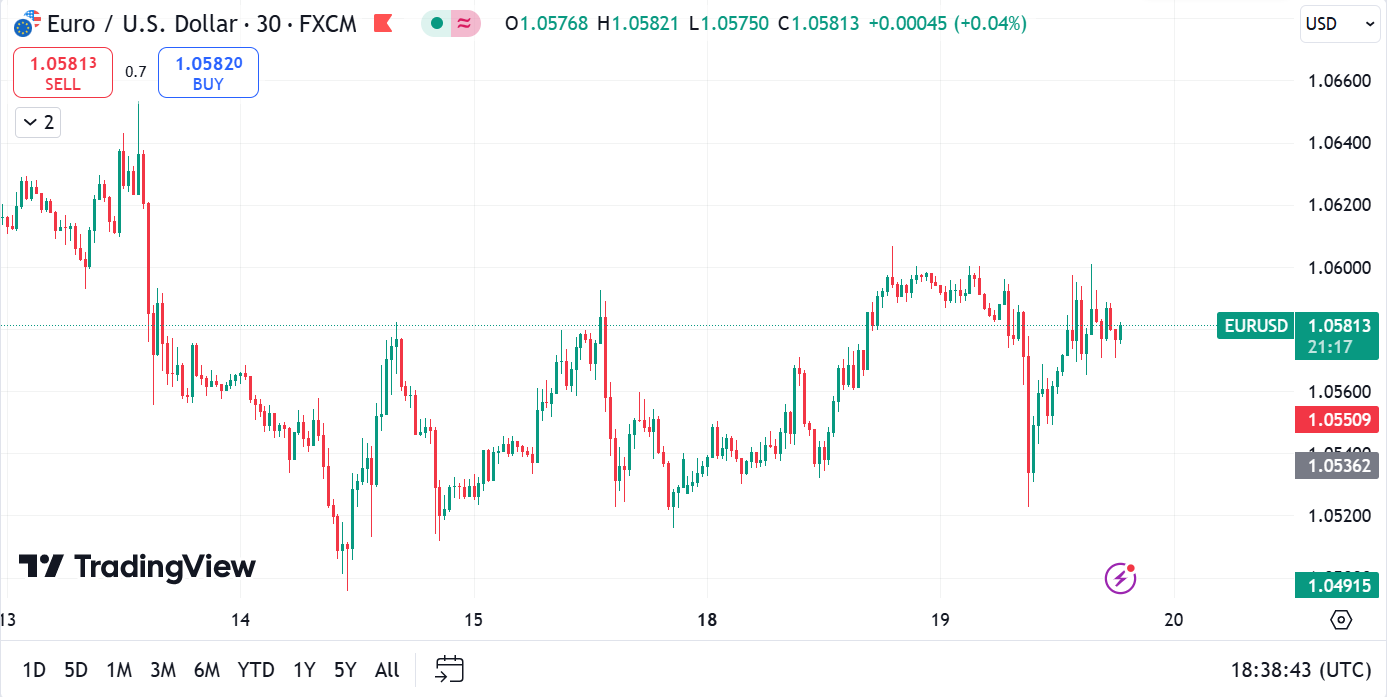 Euro / U.S. Dollar · 30 · FXCM O1.05768 H1.05821 L1.05750 C1.05813 +0.00045 (+0.04%)
USD
1.05813 SELL
0.7
1.05820 BUY
2
1.06600
1.06400
1.06200
1.06000
EURUSD 1.05813
21:17
1.05600
1.05509
1.05400
1.05362
1.05200
TradingView
1.04915
13 14 15 18 19 20
1D 5D 1M 3M 6M YTD 1Y 5Y All
18:38:43 (UTC)